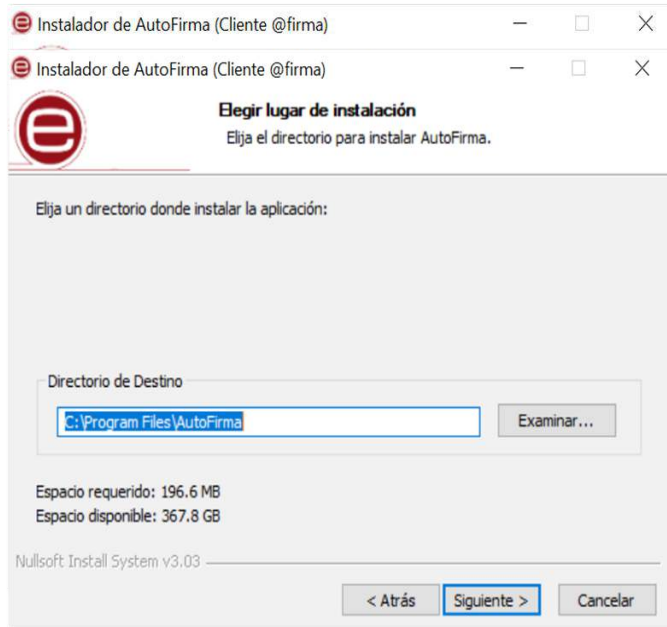 Instalador de AutoFirma (Cliente @firma)
Instalador de AutoFirma (Cliente @firma)
Elegir lugar de instalación
Elija el directorio para instalar AutoFirma.
Elija un directorio donde instalar la aplicación:
Directorio de Destino
C:\Program Files\AutoFirma
Examinar...
Espacio requerido: 196.6 MB
Espacio disponible: 367.8 GB
Nullsoft Install System v3.03
< Atrás
Siguiente >
Cancelar